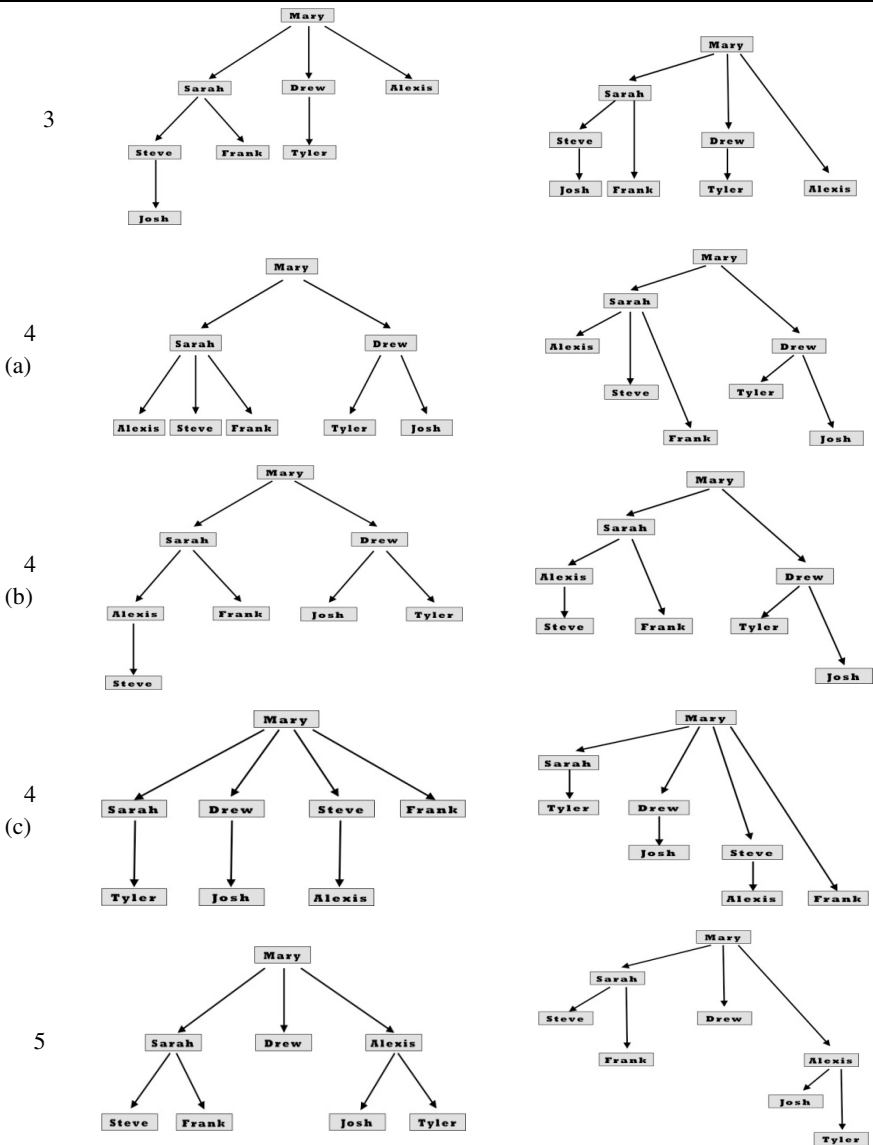 Mary
Sarah Drew Alexis
3
Steve Frank Tyler
Josh
Mary
Sarah
Steve Drew
Josh Frank Tyler Alexis
Mary
4
(a)
Sarah Drew
Alexis Steve Frank Tyler Josh
Mary
Sarah
Alexis Drew
Steve Tyler
Frank Josh
Mary
4
(b)
Sarah Drew
Alexis Frank Josh Tyler
Steve
Mary
Sarah
Alexis Drew
Steve Frank Tyler
Josh
Mary
4
(c)
Sarah Drew Steve Frank
Tyler Josh Alexis
Mary
Sarah
Tyler Drew
Josh Steve
Alexis Frank
Mary
5
Sarah Drew Alexis
Steve Frank Josh Tyler
Mary
Sarah
Steve Drew
Frank Alexis
Josh
Tyler